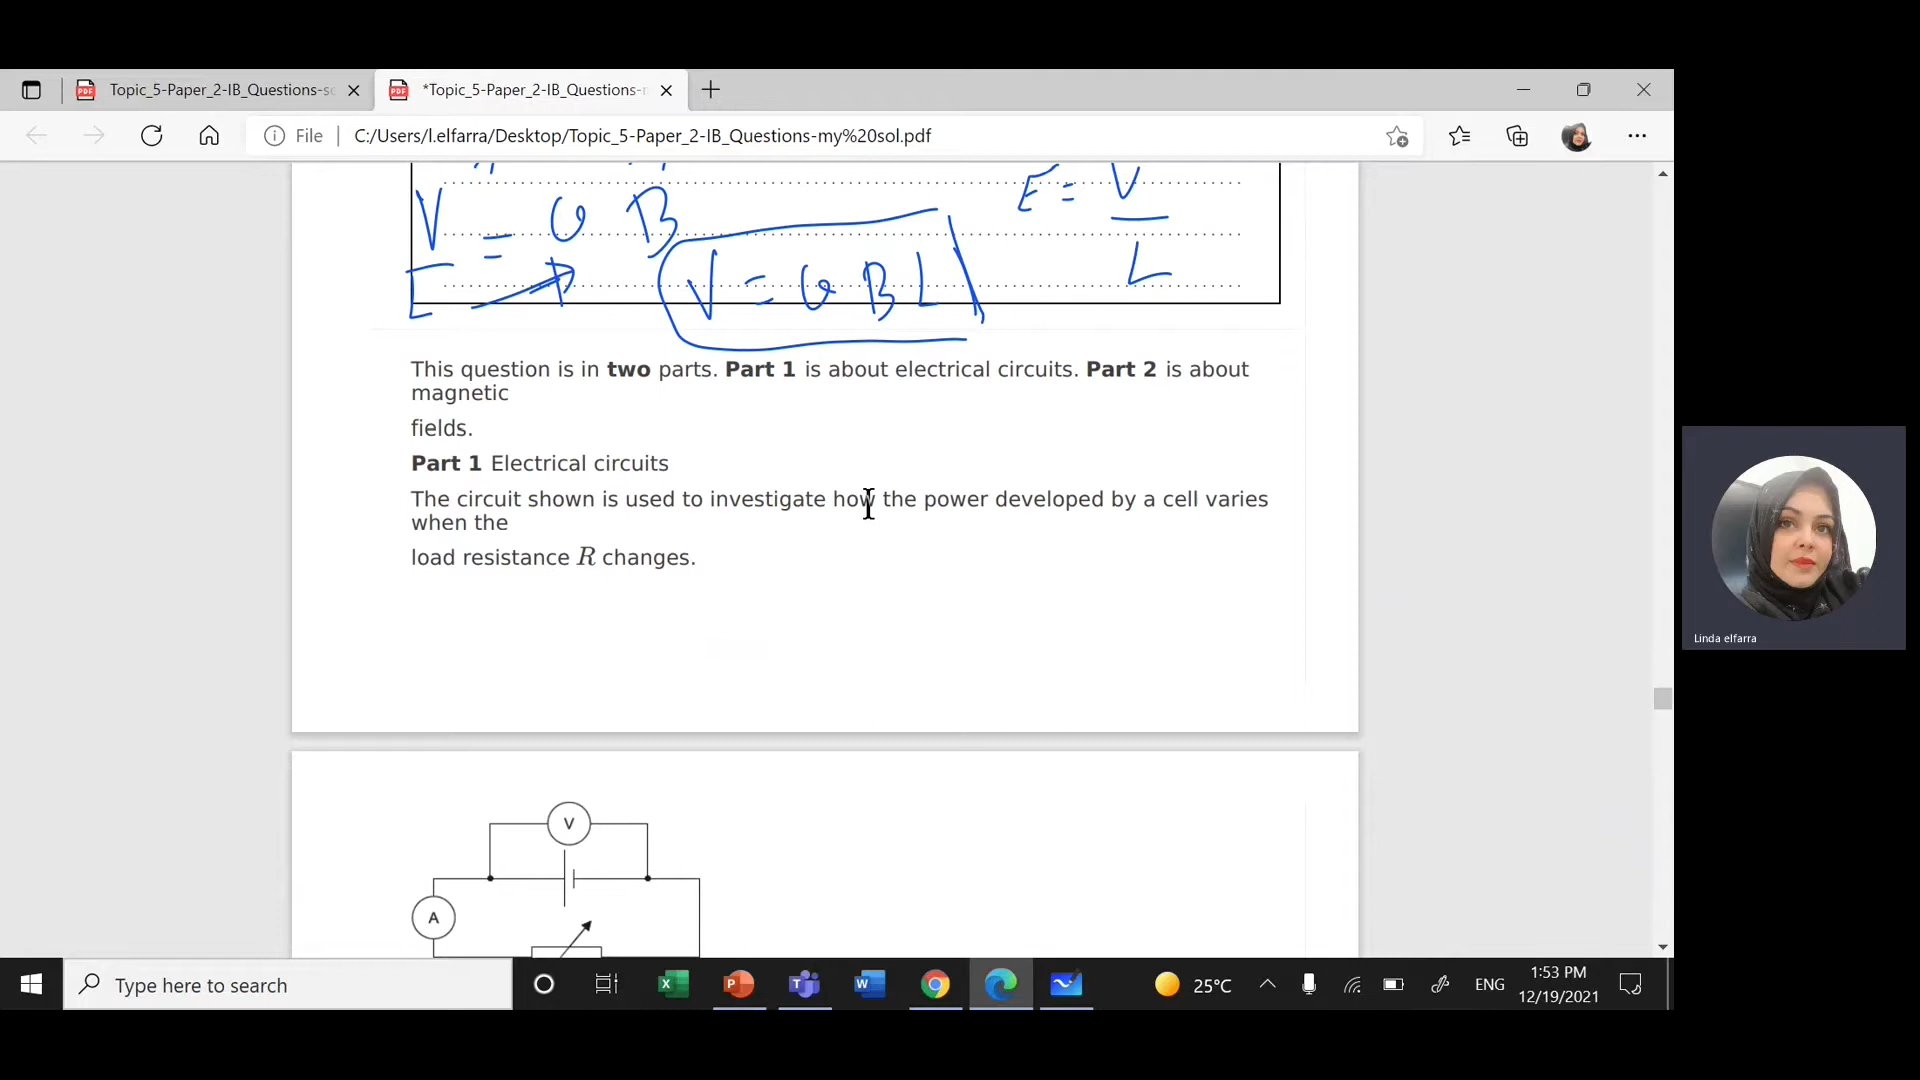 Topic_5-Paper_2-IB_Questions-sc
*Topic_5-Paper_2-IB_Questions-
File
C:/Users/l.elfarra/Desktop/Topic_5-Paper_2-IB_Questions-my%20sol.pdf
E = V
L
V = B
L
V = B L
This question is in two parts. Part 1 is about electrical circuits. Part 2 is about
magnetic
fields.
Part 1 Electrical circuits
The circuit shown is used to investigate how the power developed by a cell varies
when the
load resistance R changes.
Linda elfarra
V
A
Type here to search
25°C
ENG
1:53 PM
12/19/2021